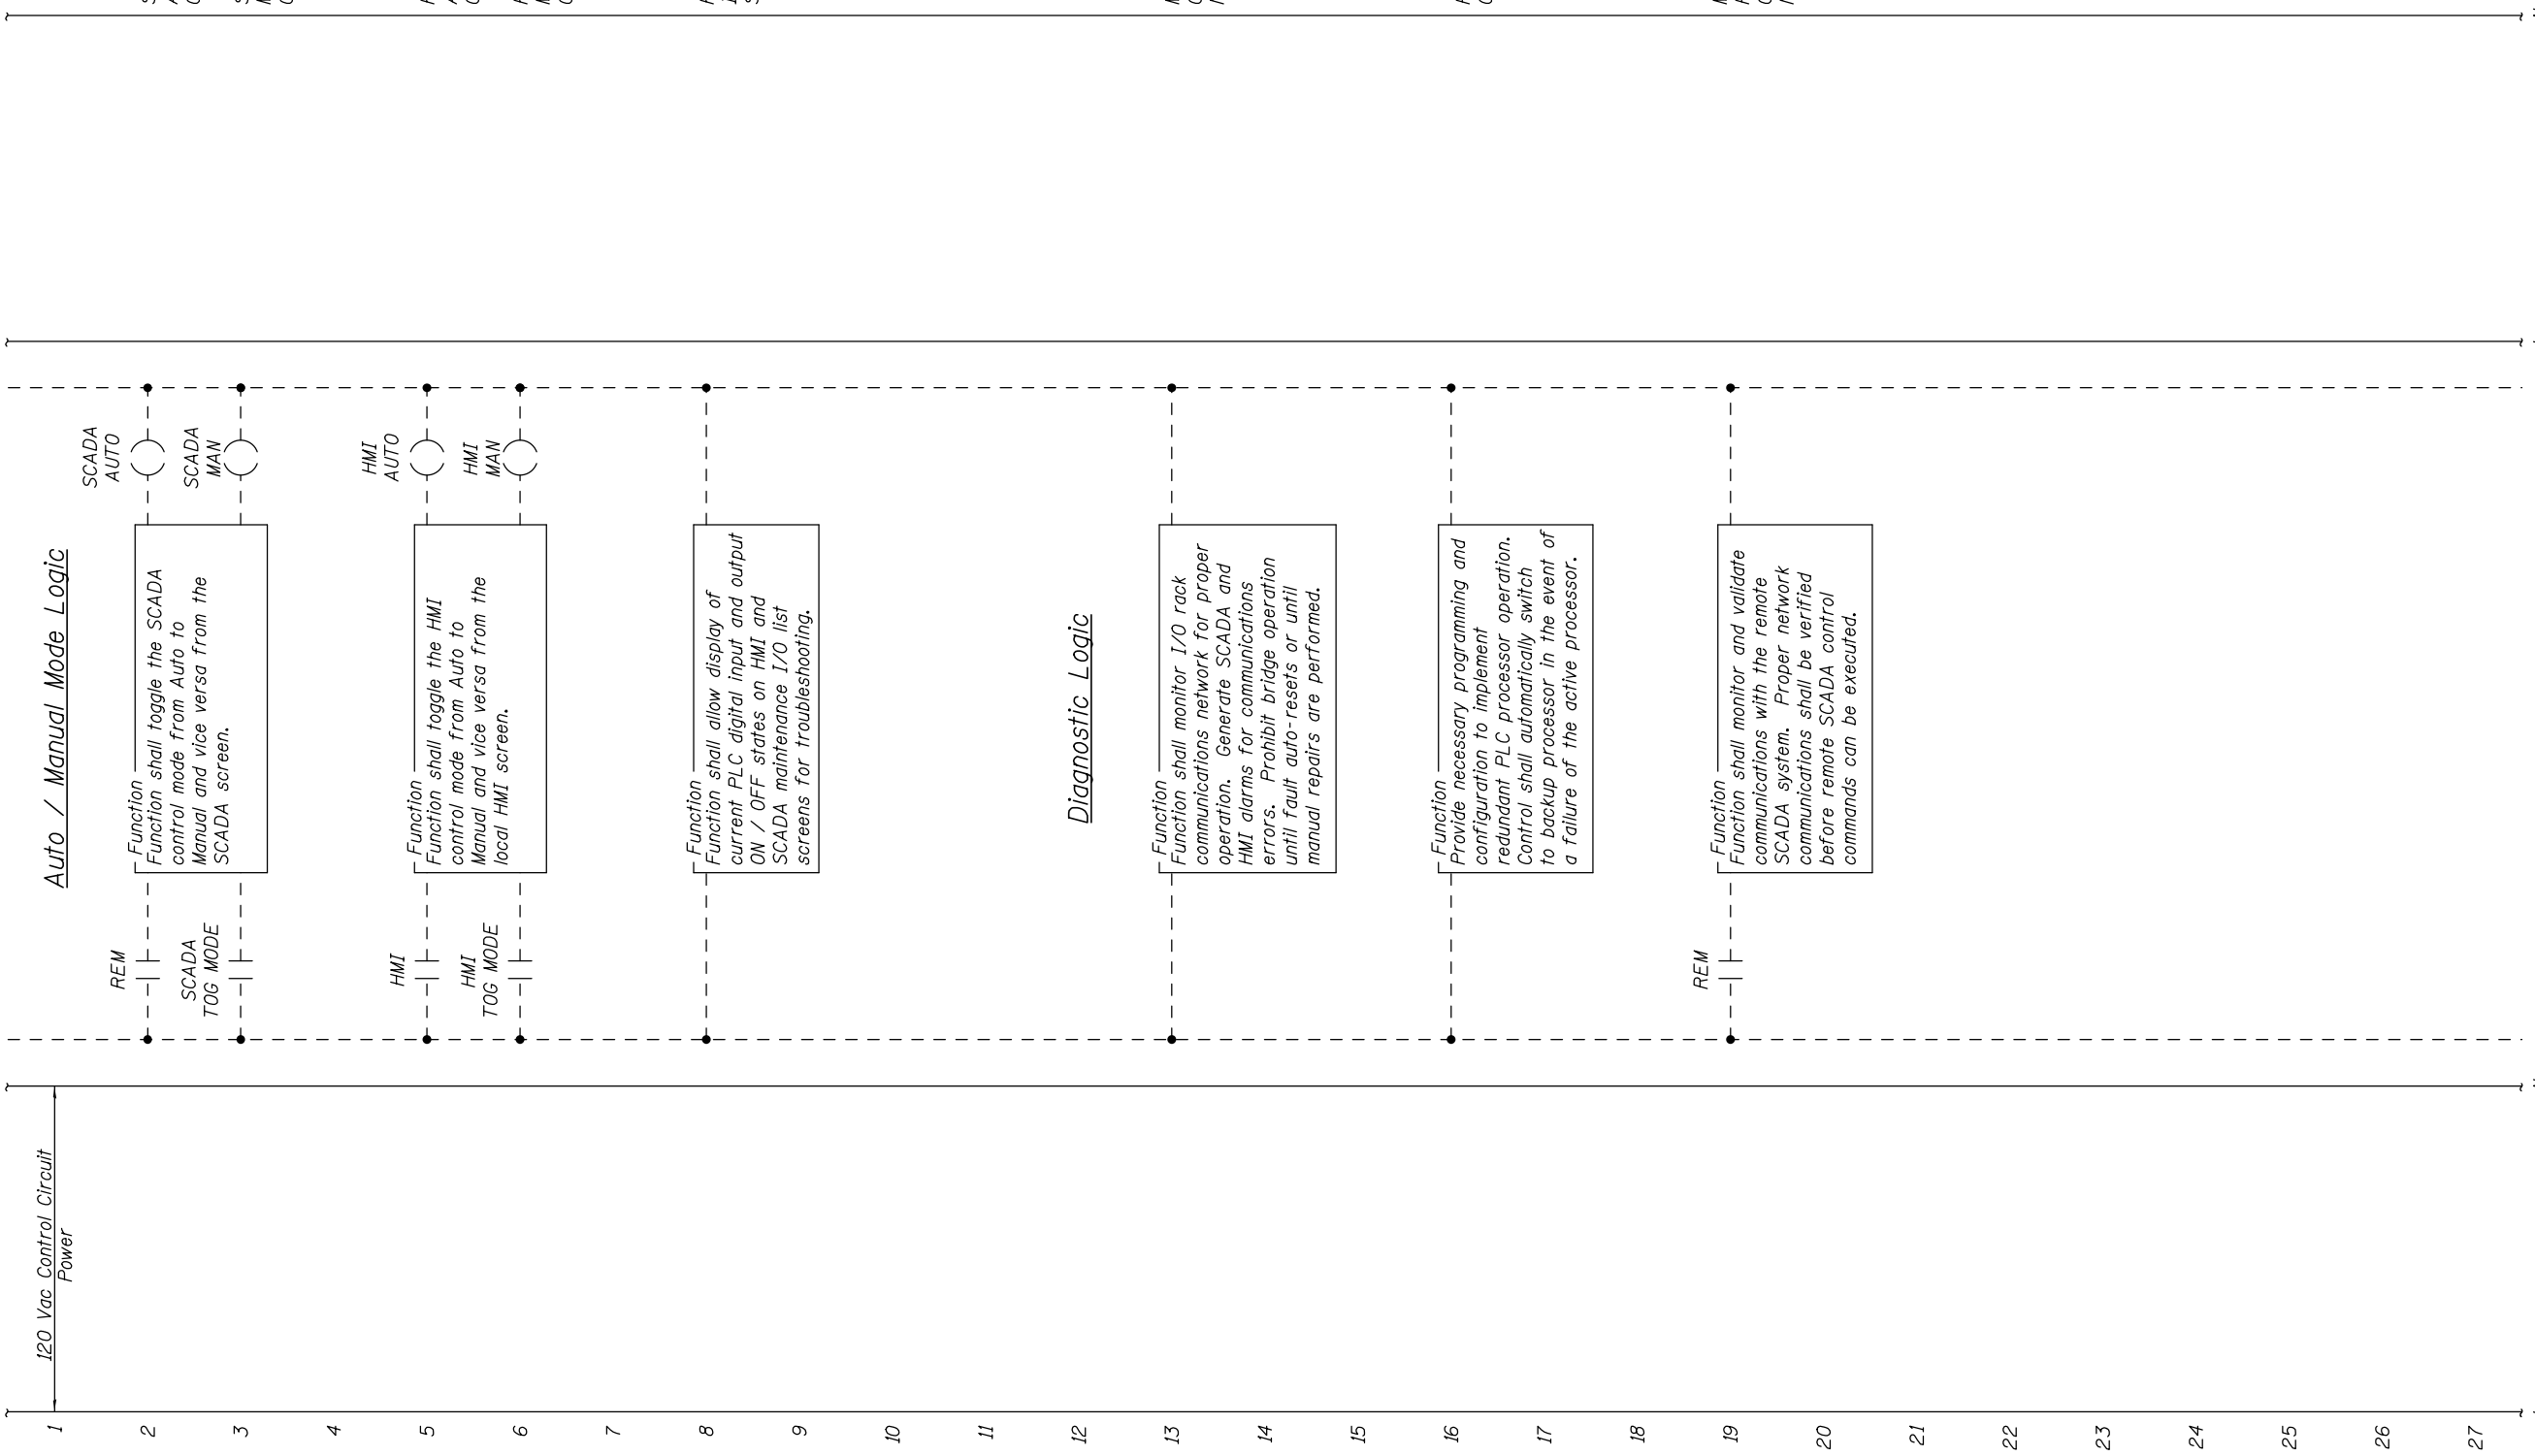 120 Vac Control Circuit
Power
Auto / Manual Mode Logic
REM
SCADA
AUTO
Function
Function shall toggle the SCADA
control mode from Auto to
Manual and vice versa from the
SCADA screen.
SCADA
TOG MODE
SCADA
MAN
HMI
HMI
AUTO
Function
Function shall toggle the HMI
control mode from Auto to
Manual and vice versa from the
local HMI screen.
HMI
TOG MODE
HMI
MAN
Function
Function shall allow display of
current PLC digital input and output
ON / OFF states on HMI and
SCADA maintenance I/O list
screens for troubleshooting.
Diagnostic Logic
Function
Function shall monitor I/O rack
communications network for proper
operation. Generate SCADA and
HMI alarms for communications
errors. Prohibit bridge operation
until fault auto-resets or until
manual repairs are performed.
Function
Provide necessary programming and
configuration to implement
redundant PLC processor operation.
Control shall automatically switch
to backup processor in the event of
a failure of the active processor.
REM
Function
Function shall monitor and validate
communications with the remote
SCADA system. Proper network
communications shall be verified
before remote SCADA control
commands can be executed.
1
2
3
4
5
6
7
8
9
10
11
12
13
14
15
16
17
18
19
20
21
22
23
24
25
26
27